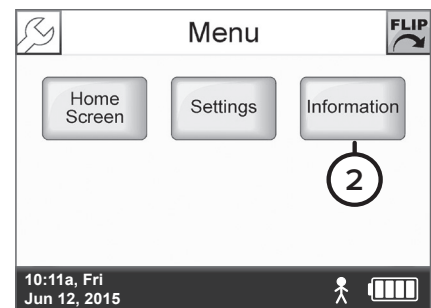 Menu
FLIP
Home
Screen
Settings
Information
2
10:11a, Fri
Jun 12, 2015